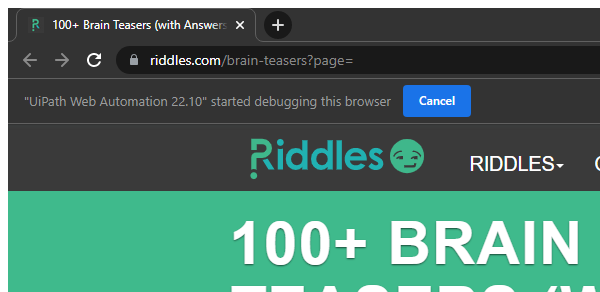 100+ Brain Teasers (with Answers
riddles.com/brain-teasers?page=
"UiPath Web Automation 22.10" started debugging this browser Cancel
Riddles RIDDLES
100+ BRAIN